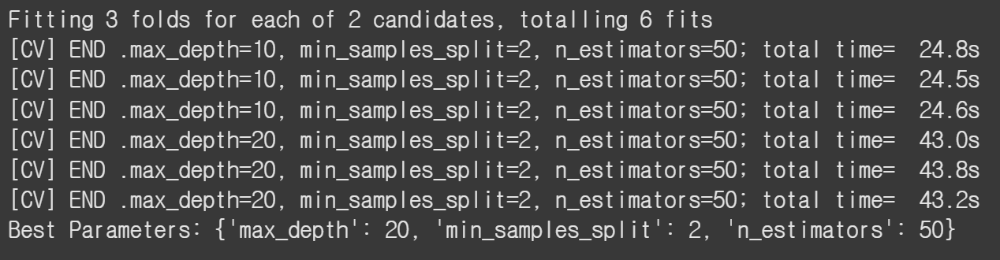 Fitting 3 folds for each of 2 candidates, totalling 6 fits
[CV] END .max_depth=10, min_samples_split=2, n_estimators=50; total time=  24.8s
[CV] END .max_depth=10, min_samples_split=2, n_estimators=50; total time=  24.5s
[CV] END .max_depth=10, min_samples_split=2, n_estimators=50; total time=  24.6s
[CV] END .max_depth=20, min_samples_split=2, n_estimators=50; total time=  43.0s
[CV] END .max_depth=20, min_samples_split=2, n_estimators=50; total time=  43.8s
[CV] END .max_depth=20, min_samples_split=2, n_estimators=50; total time=  43.2s
Best Parameters: {'max_depth': 20, 'min_samples_split': 2, 'n_estimators': 50}